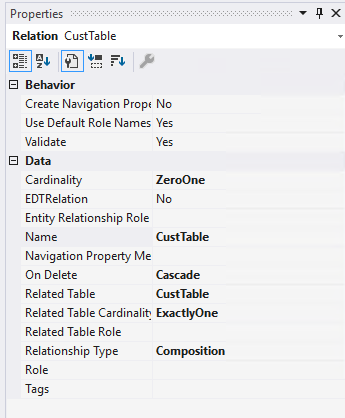 Properties
Relation CustTable
Behavior
Create Navigation Prope No
Use Default Role Names Yes
Validate Yes
Data
Cardinality ZeroOne
EDTRelation No
Entity Relationship Role
Name CustTable
Navigation Property Me
On Delete Cascade
Related Table CustTable
Related Table Cardinality ExactlyOne
Related Table Role
Relationship Type Composition
Role
Tags